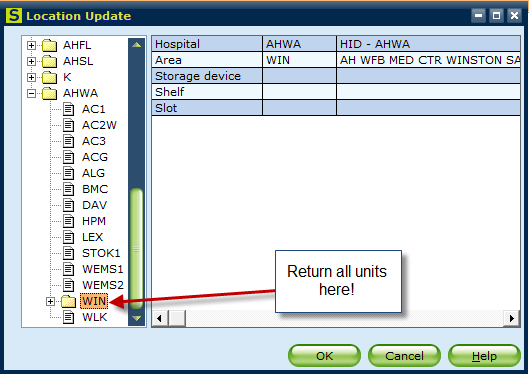 S Location Update
AHFL
AHSL
K
AHWA
AC1
AC2W
AC3
ACG
ALG
BMC
DAV
HPM
LEX
STOK1
WEMS1
WEMS2
WIN
WLK
Hospital AHWA HID - AHWA
Area WIN AH WFB MED CTR WINSTON SA
Storage device
Shelf
Slot
Return all units
here!
OK Cancel Help